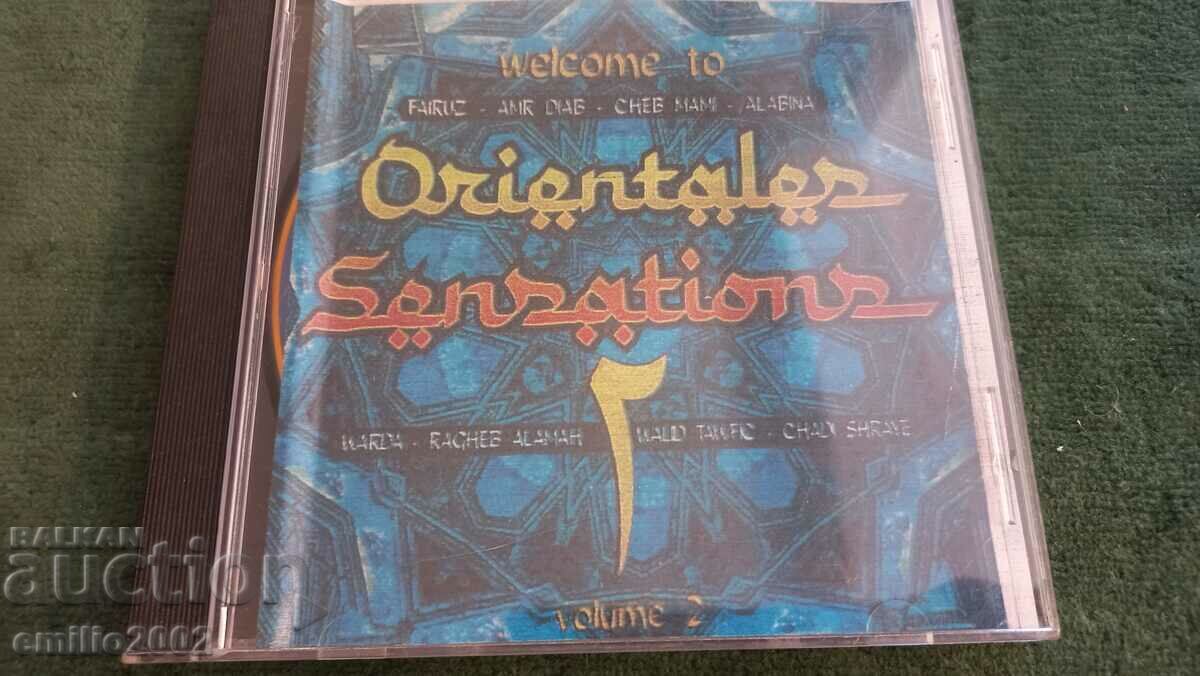 welcome to
FAIRUZ - AMR DIAB - CHEB MAMI - ALABINA
Orientales
Sensations
٢
WARDA - RAGHEB ALAMAH WALID TAWFIC - CHADI SHRAYE
volume 2
BALKAN
auction
emilio2002